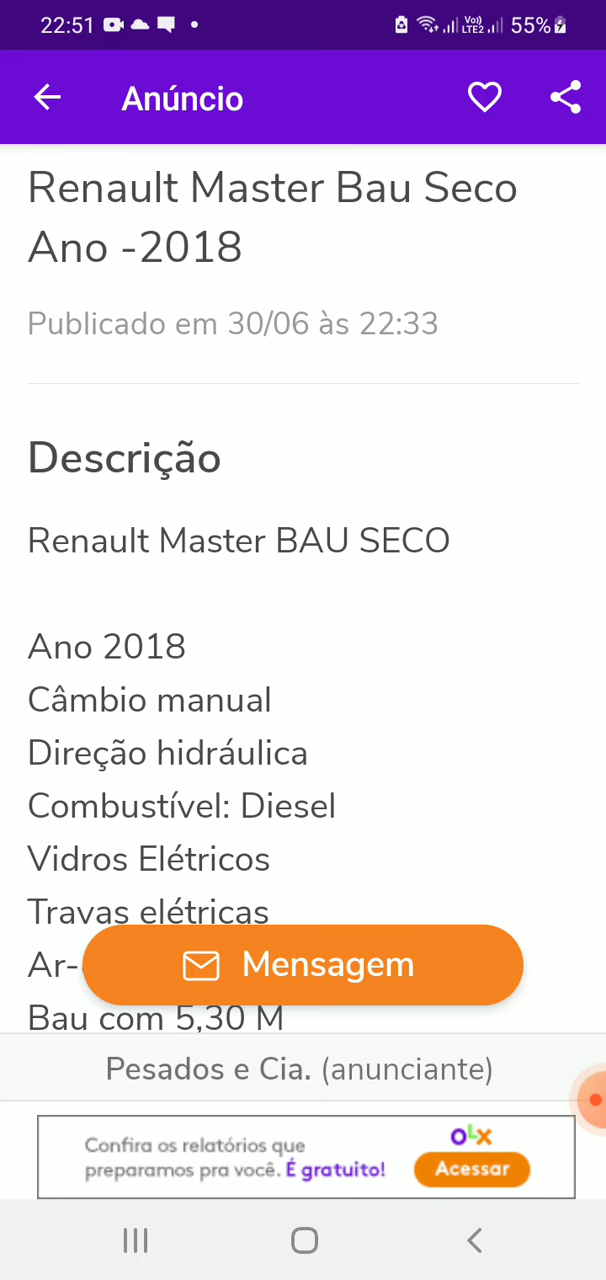 22:51
Vo)) LTE2 55%
Anúncio
Renault Master Bau Seco
Ano -2018
Publicado em 30/06 às 22:33
Descrição
Renault Master BAU SECO
Ano 2018
Câmbio manual
Direção hidráulica
Combustível: Diesel
Vidros Elétricos
Travas elétricas
Ar-
Mensagem
Bau com 5,30 M
Pesados e Cia. (anunciante)
Confira os relatórios que
preparamos pra você. É gratuito!
OLX
Acessar